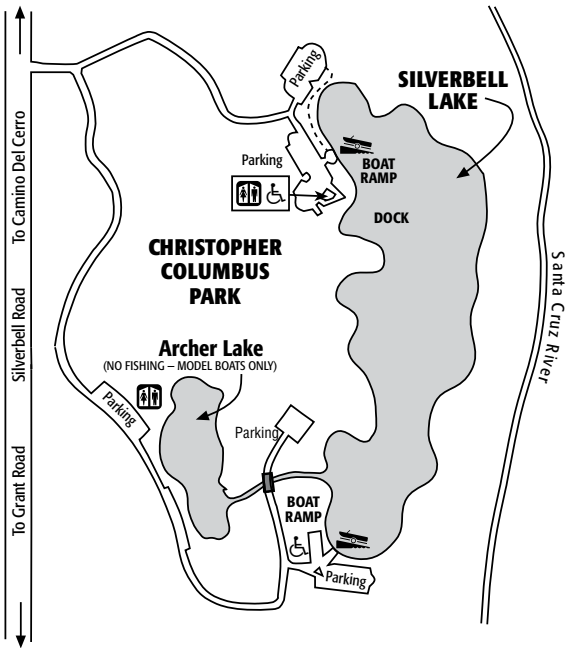 Parking
SILVERBELL
LAKE
To Camino Del Cerro
Parking
BOAT
RAMP
DOCK
CHRISTOPHER
COLUMBUS
PARK
Santa Cruz River
Silverbell Road
Archer Lake
(NO FISHING – MODEL BOATS ONLY)
Parking
Parking
To Grant Road
BOAT
RAMP
Parking